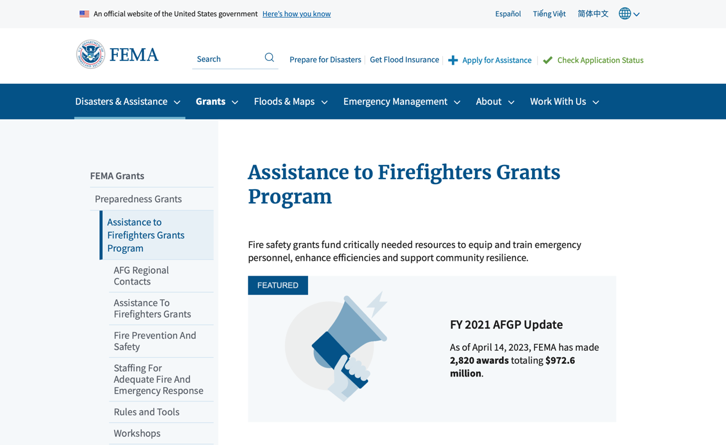 An official website of the United States government Here's how you know
Español Tiếng Việt 简体中文
FEMA
Search
Prepare for Disasters Get Flood Insurance Apply for Assistance Check Application Status
Disasters & Assistance Grants Floods & Maps Emergency Management About Work With Us
FEMA Grants
Preparedness Grants
Assistance to
Firefighters Grants
Program
AFG Regional
Contacts
Assistance To
Firefighters Grants
Fire Prevention And
Safety
Staffing For
Adequate Fire And
Emergency Response
Rules and Tools
Workshops
Assistance to Firefighters Grants
Program
Fire safety grants fund critically needed resources to equip and train emergency
personnel, enhance efficiencies and support community resilience.
FEATURED
FY 2021 AFGP Update
As of April 14, 2023, FEMA has made
2,820 awards totaling $972.6
million.